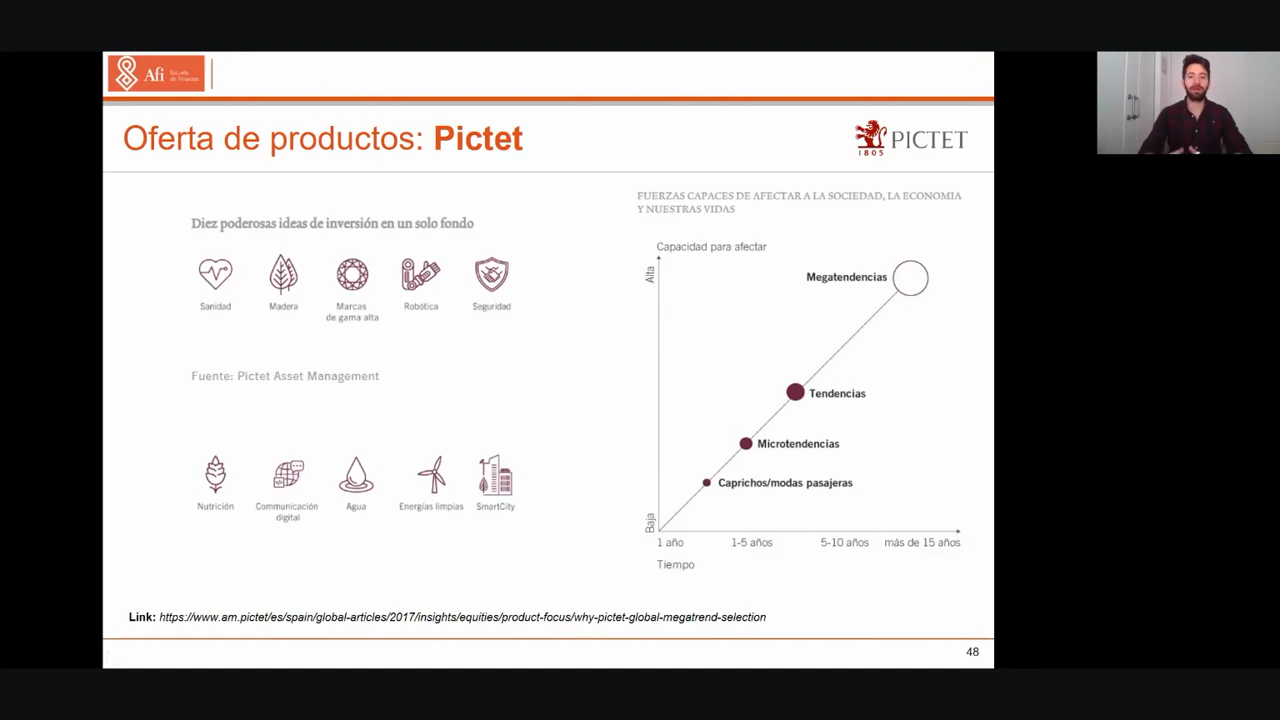 Afi Escuela de Finanzas
Oferta de productos: Pictet
PICTET
1805
Diez poderosas ideas de inversión en un solo fondo
Sanidad
Madera
Marcas
de gama alta
Robótica
Seguridad
Fuente: Pictet Asset Management
Nutrición
Communicación
digital
Agua
Energías limpias
SmartCity
FUERZAS CAPACES DE AFECTAR A LA SOCIEDAD, LA ECONOMIA
Y NUESTRAS VIDAS
Capacidad para afectar
Alta
Megatendencias
Tendencias
Microtendencias
Caprichos/modas pasajeras
Baja
1 año
1-5 años
5-10 años
más de 15 años
Tiempo
Link: https://www.am.pictet/es/spain/global-articles/2017/insights/equities/product-focus/why-pictet-global-megatrend-selection
48